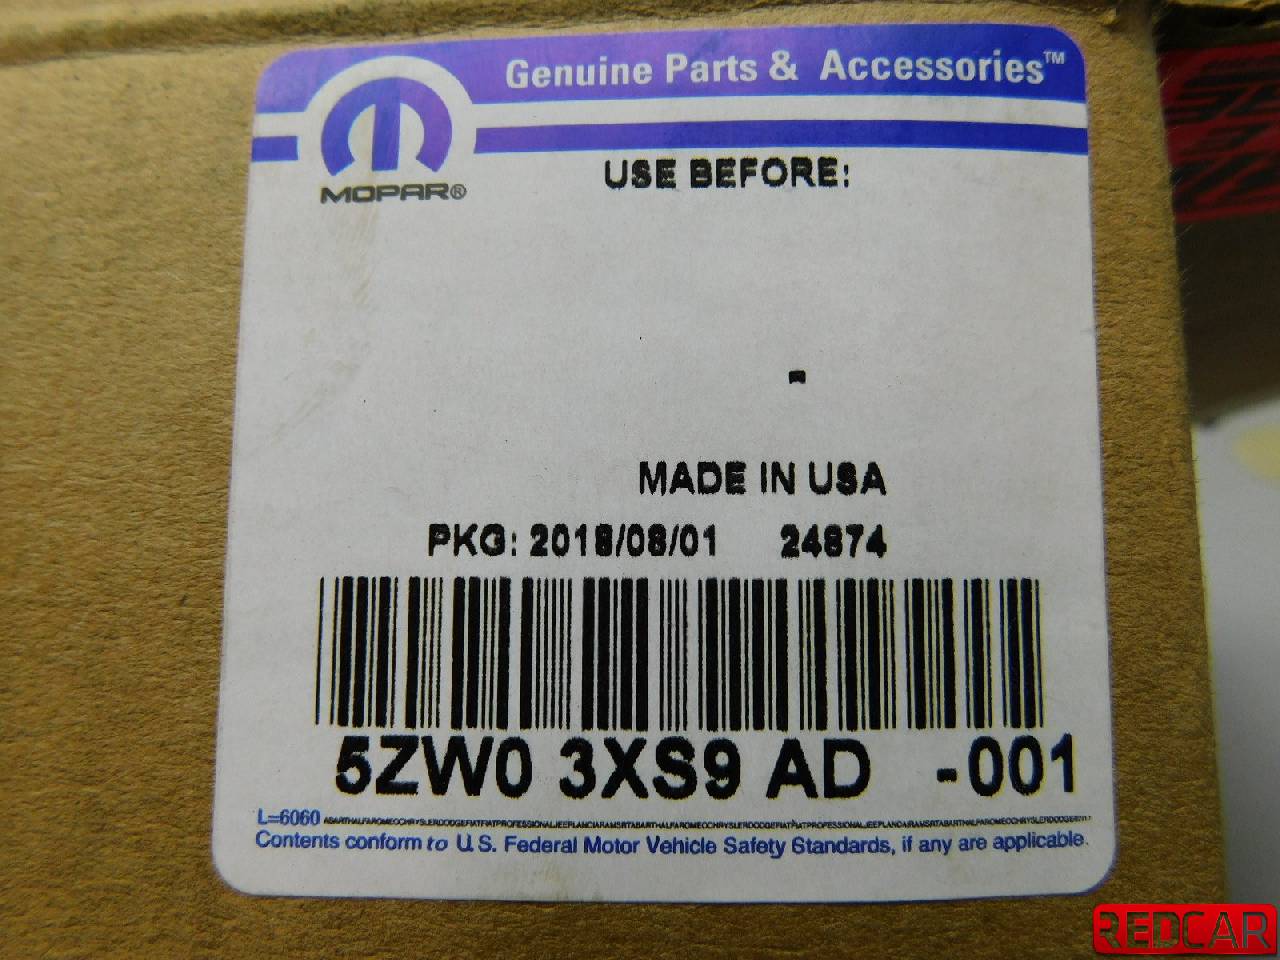 Genuine Parts & Accessories™
MOPAR®
USE BEFORE:
-
MADE IN USA
PKG: 2018/08/01 24874
5ZW0 3XS9 AD -001
L=6060
Contents conform to U.S. Federal Motor Vehicle Safety Standards, if any are applicable.
REDCAR